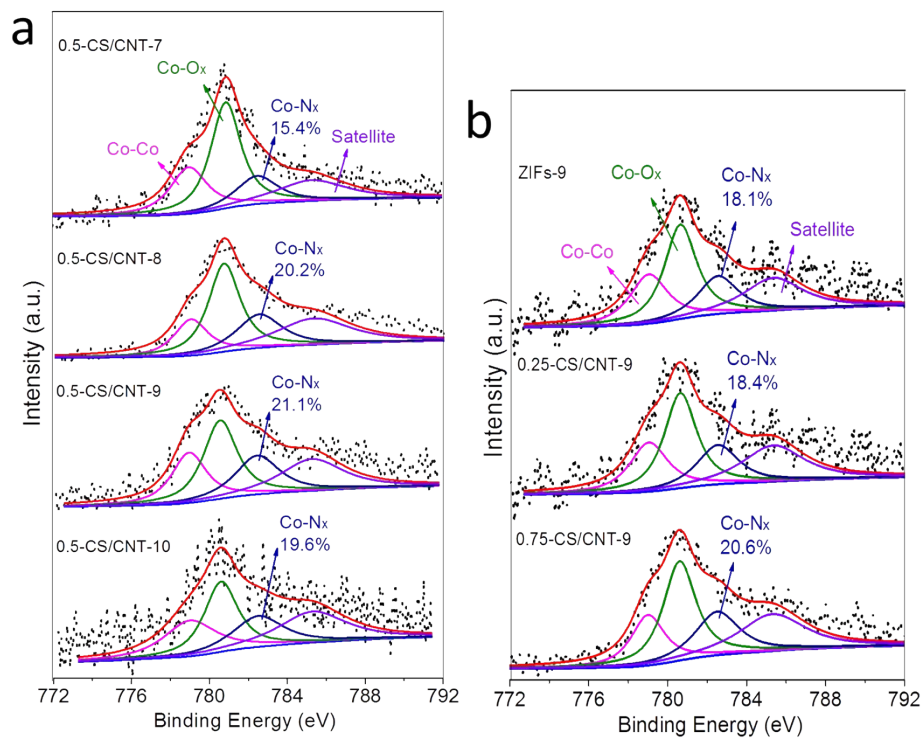 a
0.5-CS/CNT-7
Co-Ox
Co-Nx
15.4%
Co-Co
Satellite
0.5-CS/CNT-8
Co-Nx
20.2%
0.5-CS/CNT-9
Co-Nx
21.1%
0.5-CS/CNT-10
Co-Nx
19.6%
Intensity (a.u.)
772 776 780 784 788 792
Binding Energy (eV)
b
ZIFs-9
Co-Ox
Co-Nx
18.1%
Co-Co
Satellite
0.25-CS/CNT-9
Co-Nx
18.4%
0.75-CS/CNT-9
Co-Nx
20.6%
Intensity (a.u.)
772 776 780 784 788 792
Binding Energy (eV)